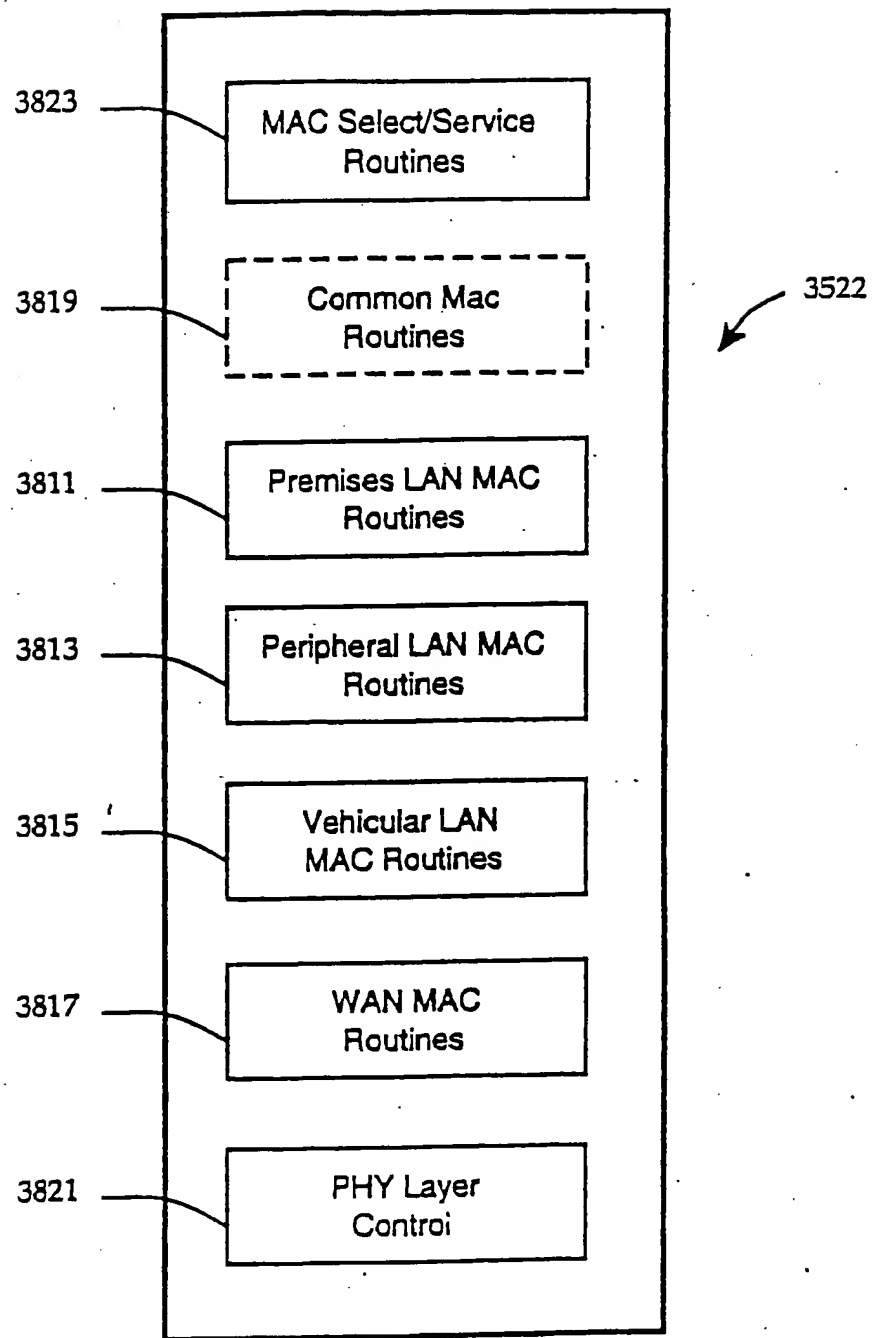 3823
MAC Select/Service
Routines
3819
Common Mac
Routines
3522
3811
Premises LAN MAC
Routines
3813
Peripheral LAN MAC
Routines
3815
Vehicular LAN
MAC Routines
3817
WAN MAC
Routines
3821
PHY Layer
Control